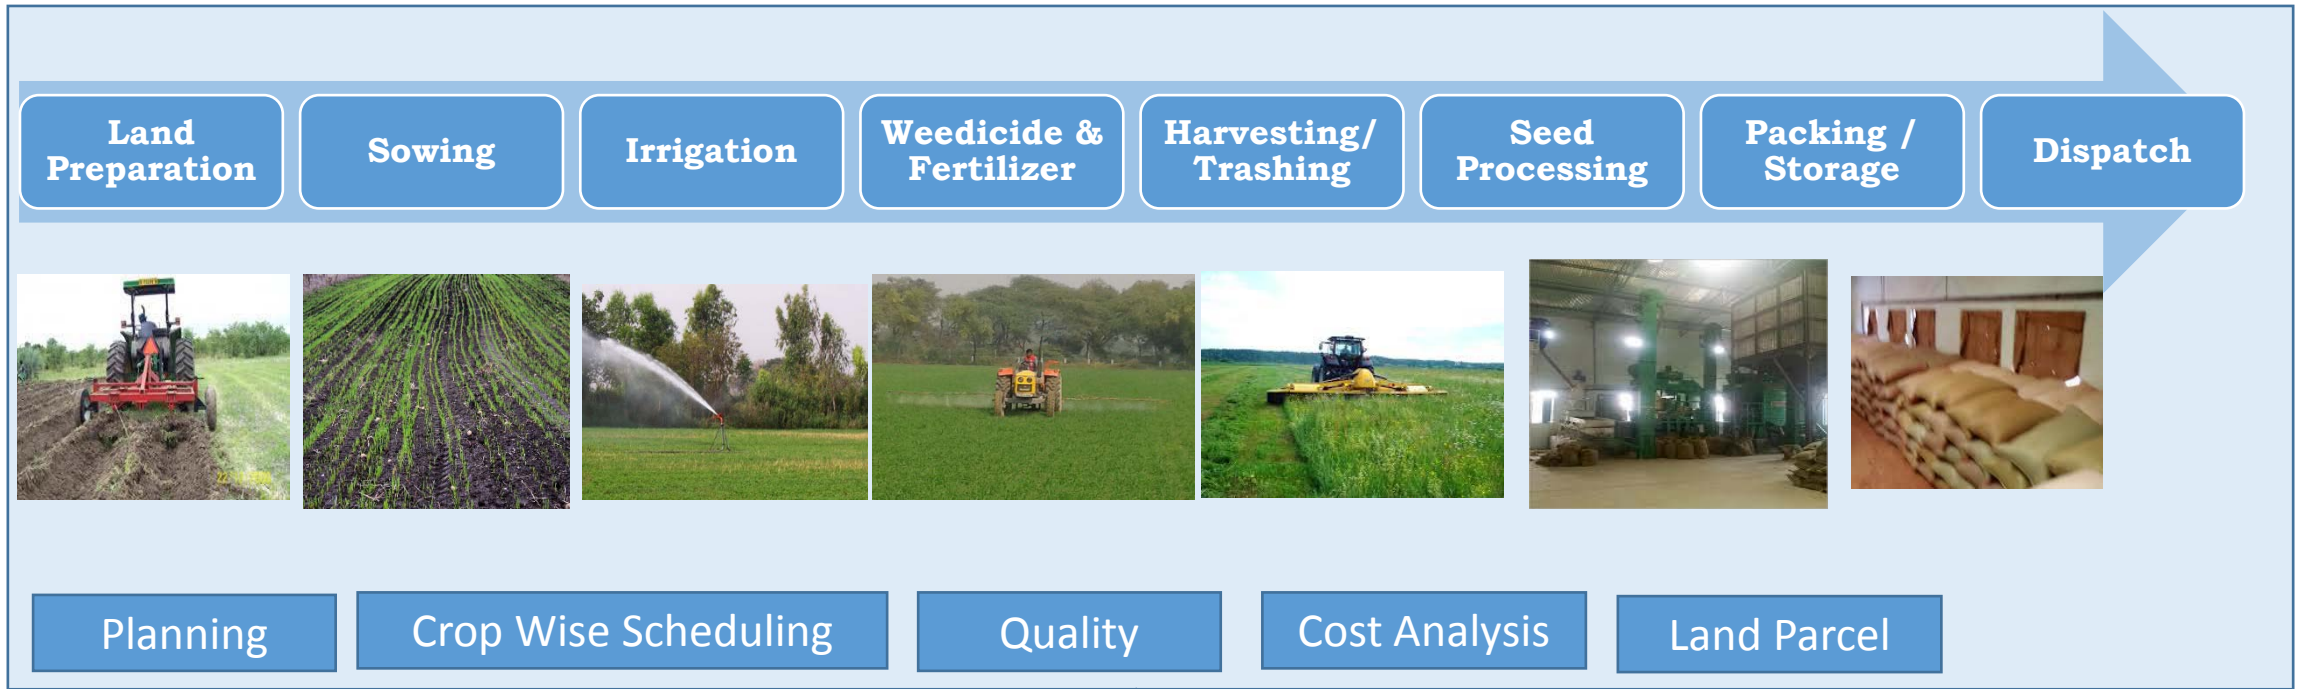 Land
Preparation
Sowing
Irrigation
Weedicide &
Fertilizer
Harvesting/
Trashing
Seed
Processing
Packing /
Storage
Dispatch
Planning
Crop Wise Scheduling
Quality
Cost Analysis
Land Parcel